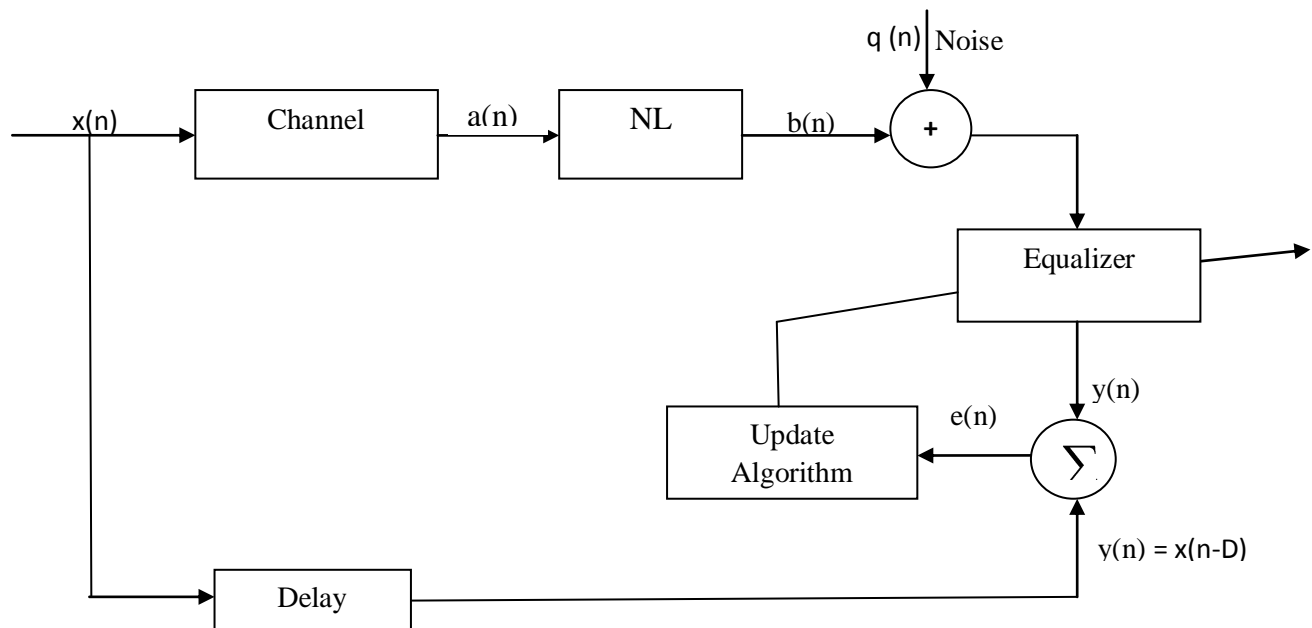 q (n) Noise
x(n)
Channel
a(n)
NL
b(n)
+
Equalizer
y(n)
e(n)
Update
Algorithm
∑
y(n) = x(n-D)
Delay